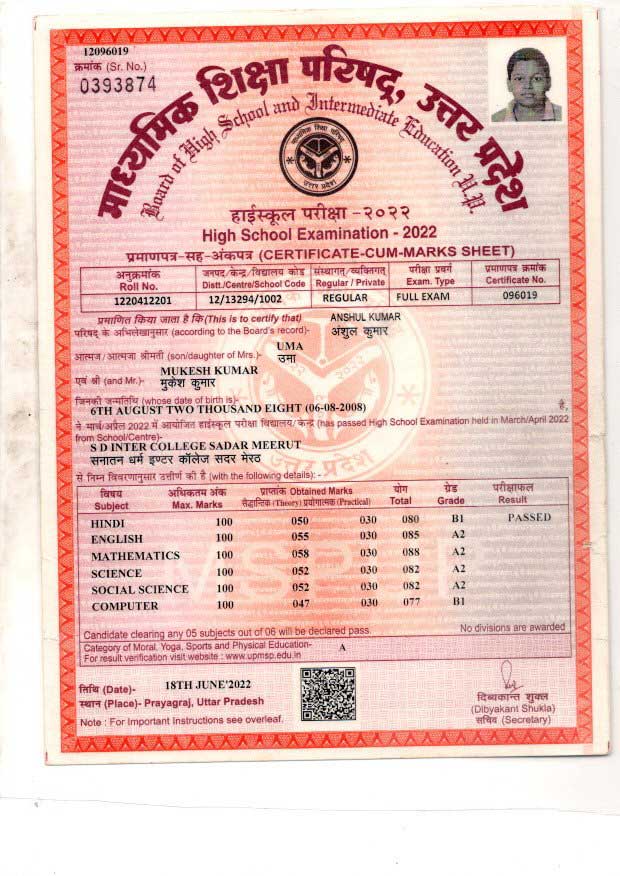 12096019
क्रमांक (Sr. No.)
0393874
माध्यमिक शिक्षा परिषद, उत्तर प्रदेश
Board of High School and Intermediate Education U.P.
माध्यमिक शिक्षा परिषद्
उत्तर प्रदेश
हाईस्कूल परीक्षा - २०२२
High School Examination - 2022
प्रमाणपत्र-सह-अंकपत्र (CERTIFICATE-CUM-MARKS SHEET)
अनुक्रमांक जनपद/केन्द्र/विद्यालय कोड संस्थागत/व्यक्तिगत परीक्षा प्रवर्ग प्रमाणपत्र क्रमांक
Roll No. Distt./Centre/School Code Regular / Private Exam. Type Certificate No.
1220412201 12/13294/1002 REGULAR FULL EXAM 096019
प्रमाणित किया जाता है कि (This is to certify that) ANSHUL KUMAR
परिषद् के अभिलेखानुसार (according to the Board's record)- अंशुल कुमार
UMA
आत्मज/आत्मजा श्रीमती (son/daughter of Mrs.)- उमा
MUKESH KUMAR
एवं श्री (and Mr.)- मुकेश कुमार
जिनकी जन्मतिथि (whose date of birth is)-
6TH AUGUST TWO THOUSAND EIGHT (06-08-2008) है,
ने मार्च/अप्रैल 2022 में आयोजित हाईस्कूल परीक्षा विद्यालय/केन्द्र (has passed High School Examination held in March/April 2022
from School/Centre)-
S D INTER COLLEGE SADAR MEERUT
सनातन धर्म इण्टर कॉलेज सदर मेरठ
से निम्न विवरणानुसार उत्तीर्ण की है (with the following details): - -
विषय अधिकतम अंक प्राप्तांक Obtained Marks योग ग्रेड परीक्षाफल
Subject Max. Marks सैद्धान्तिक (Theory) प्रयोगात्मक (Practical) Total Grade Result
HINDI 100 050 030 080 B1 PASSED
ENGLISH 100 055 030 085 A2
MATHEMATICS 100 058 030 088 A2
SCIENCE 100 052 030 082 A2
SOCIAL SCIENCE 100 052 030 082 A2
COMPUTER 100 047 030 077 B1
Candidate clearing any 05 subjects out of 06 will be declared pass. No divisions are awarded
Category of Moral, Yoga, Sports and Physical Education- A
For result verification visit website : www.upmsp.edu.in
तिथि (Date)- 18TH JUNE'2022
स्थान (Place)- Prayagraj, Uttar Pradesh
Note : For Important Instructions see overleaf.
दिव्यकान्त शुक्ल
(Dibyakant Shukla)
सचिव (Secretary)